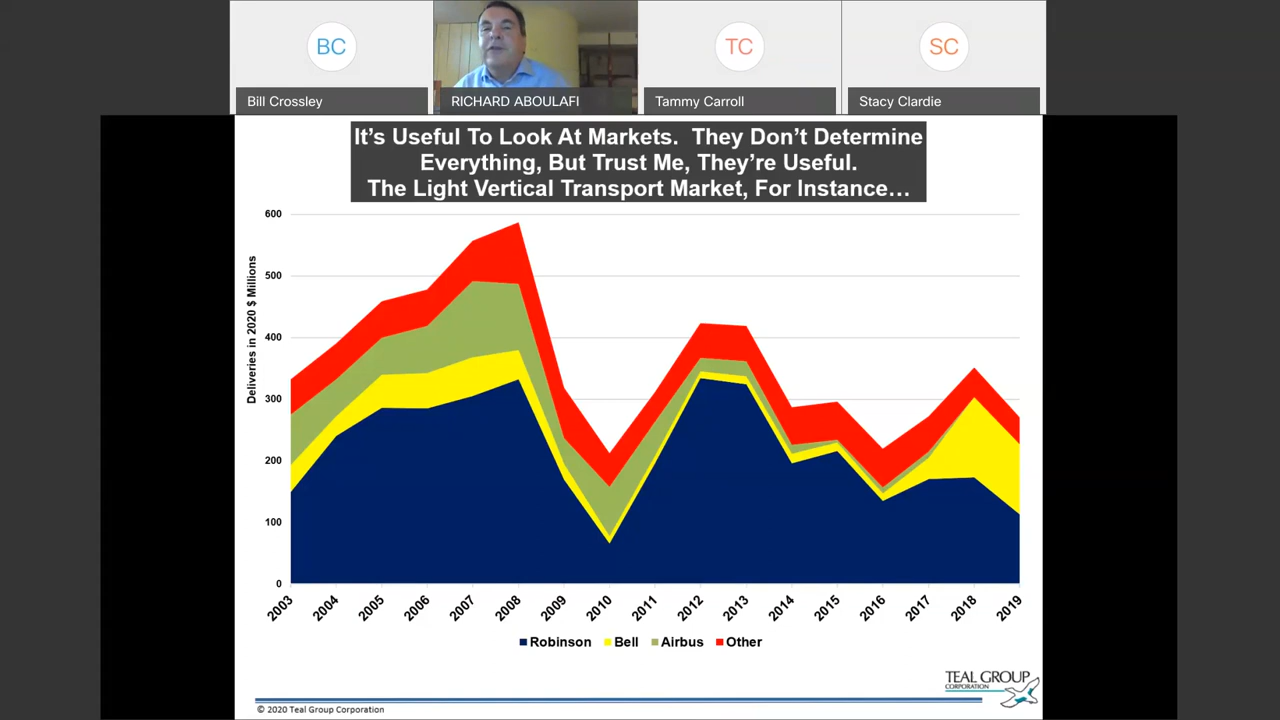 BC
TC
SC
Bill Crossley
RICHARD ABOULAFI
Tammy Carroll
Stacy Clardie
It's Useful To Look At Markets.  They Don't Determine
Everything, But Trust Me, They're Useful.
The Light Vertical Transport Market, For Instance…
Deliveries in 2020 $ Millions
600
500
400
300
200
100
0
2003
2004
2005
2006
2007
2008
2009
2010
2011
2012
2013
2014
2015
2016
2017
2018
2019
Robinson Bell Airbus Other
TEAL GROUP
CORPORATION
© 2020 Teal Group Corporation